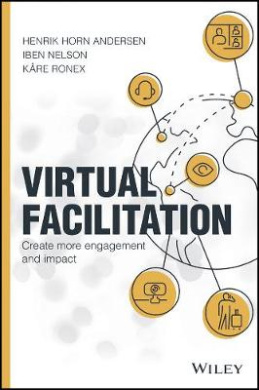 HENRIK HORN ANDERSEN
IBEN NELSON
KÅRE RONEX
VIRTUAL
FACILITATION
Create more engagement
and impact
WILEY